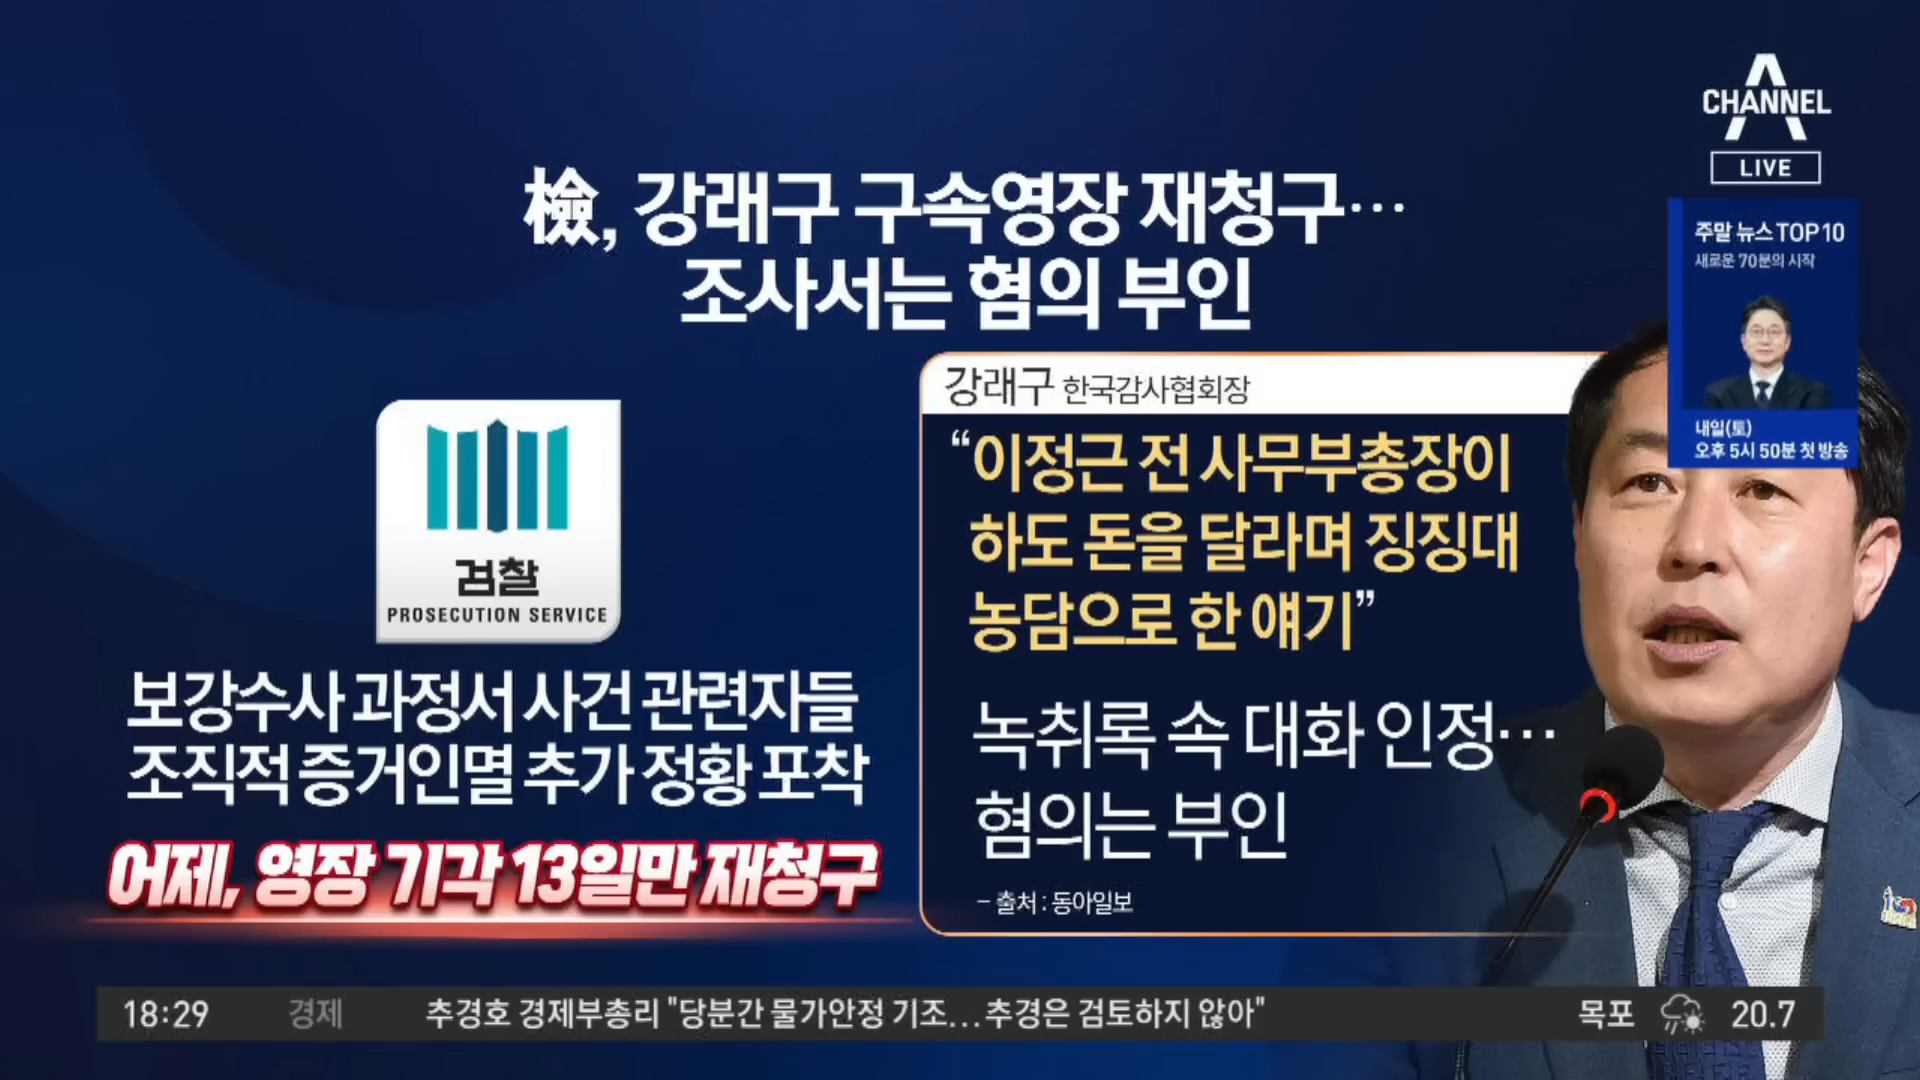 CHANNEL A
LIVE
주말 뉴스 TOP 10
새로운 70분의 시작
내일(토)
오후 5시 50분 첫 방송
檢, 강래구 구속영장 재청구…
조사서는 혐의 부인
검찰
PROSECUTION SERVICE
보강수사 과정서 사건 관련자들
조직적 증거인멸 추가 정황 포착
어제, 영장 기각 13일만 재청구
강래구 한국감사협회장
“이정근 전 사무부총장이
하도 돈을 달라며 징징대
농담으로 한 얘기”
녹취록 속 대화 인정…
혐의는 부인
- 출처 : 동아일보
18:29 경제 추경호 경제부총리 "당분간 물가안정 기조...추경은 검토하지 않아" 목포 20.7